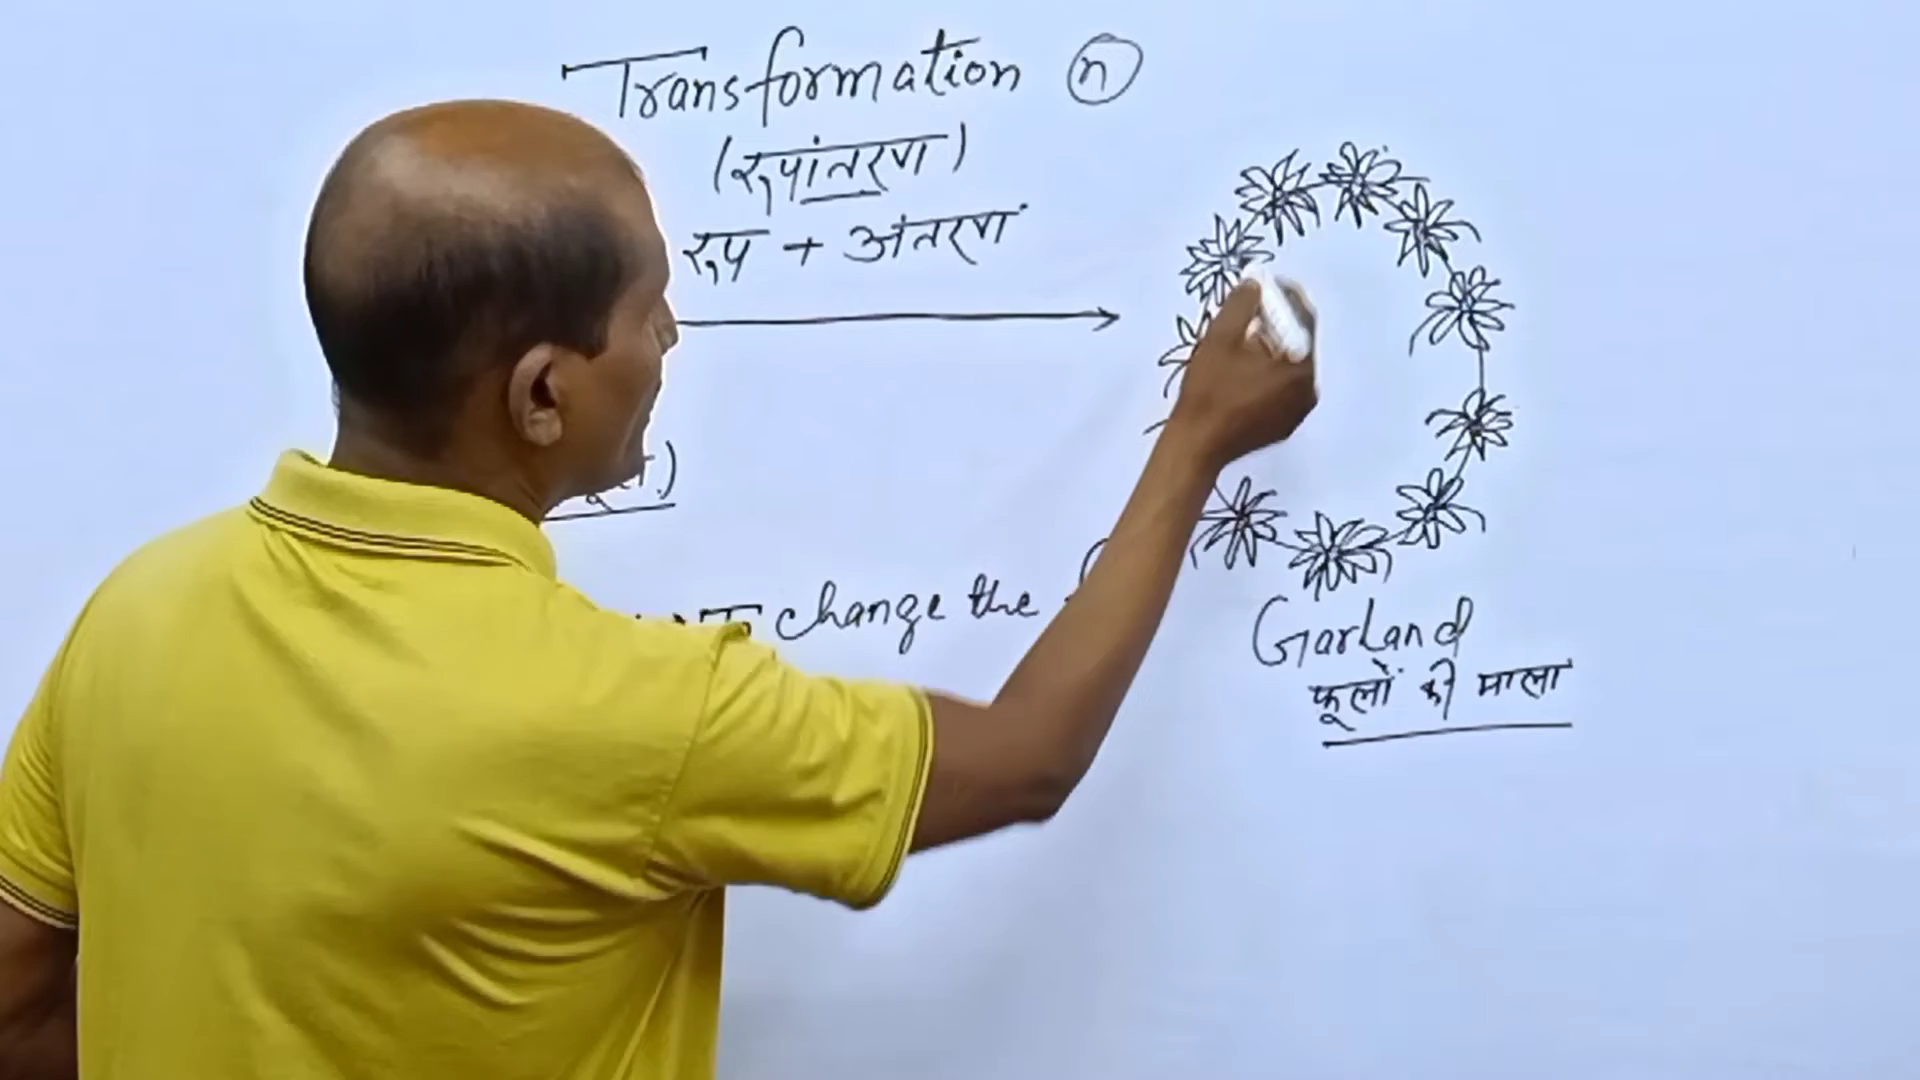 Transformation n
(रूपांतरण)
रूप + अंतरण
change the
Garland
फूलों की माला